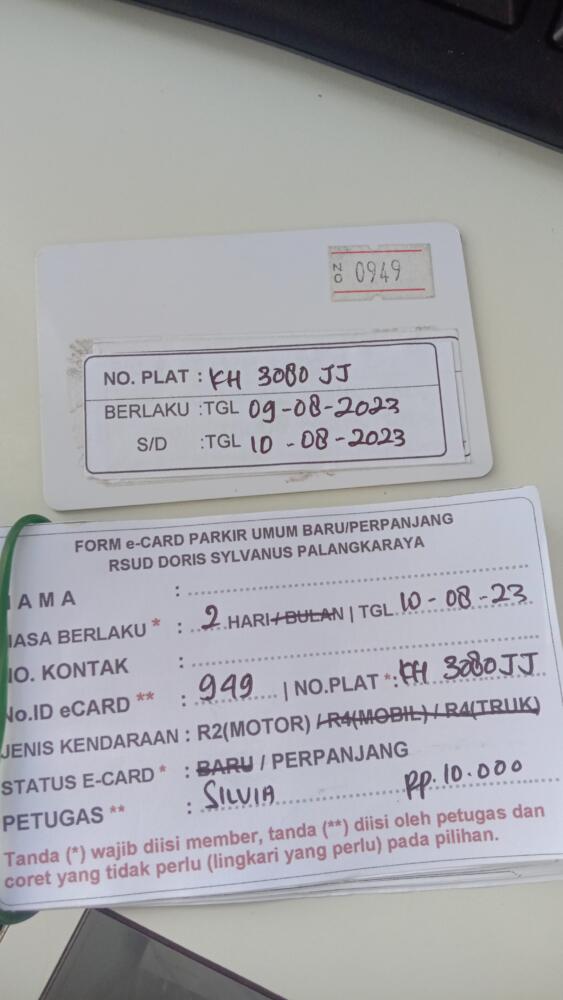 NO 0949
NO. PLAT : KH 3080 JJ
BERLAKU :TGL 09-08-2023
S/D :TGL 10-08-2023
FORM e-CARD PARKIR UMUM BARU/PERPANJANG
RSUD DORIS SYLVANUS PALANGKARAYA
AMA :
ASA BERLAKU * : 2 HARI / BULAN | TGL 10-08-23
O. KONTAK :
No.ID eCARD ** : 949 | NO.PLAT *: KH 3080 JJ
JENIS KENDARAAN : R2(MOTOR) / R4(MOBIL) / R4(TRUK)
STATUS E-CARD * : BARU / PERPANJANG
PETUGAS ** : SILVIA Rp. 10.000
Tanda (*) wajib diisi member, tanda (**) diisi oleh petugas dan
coret yang tidak perlu (lingkari yang perlu) pada pilihan.